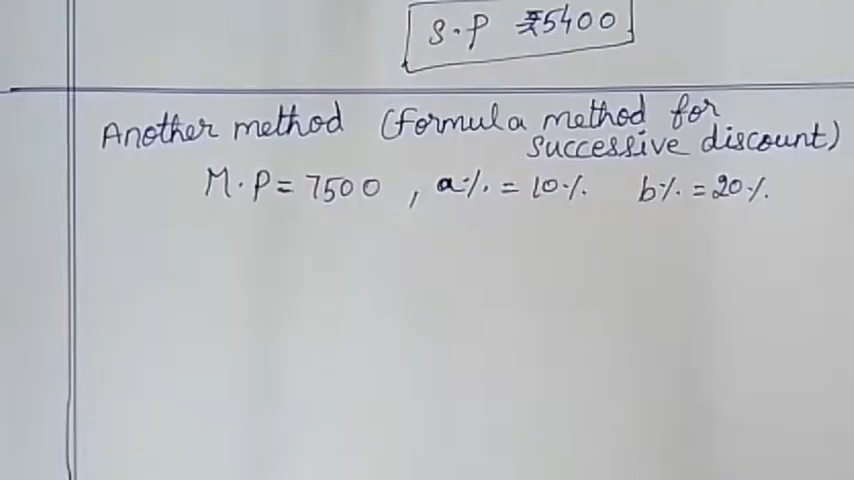 S.P ₹5400
Another method (formula method for
successive discount)
M.P = 7500 , a% = 10% b% = 20%